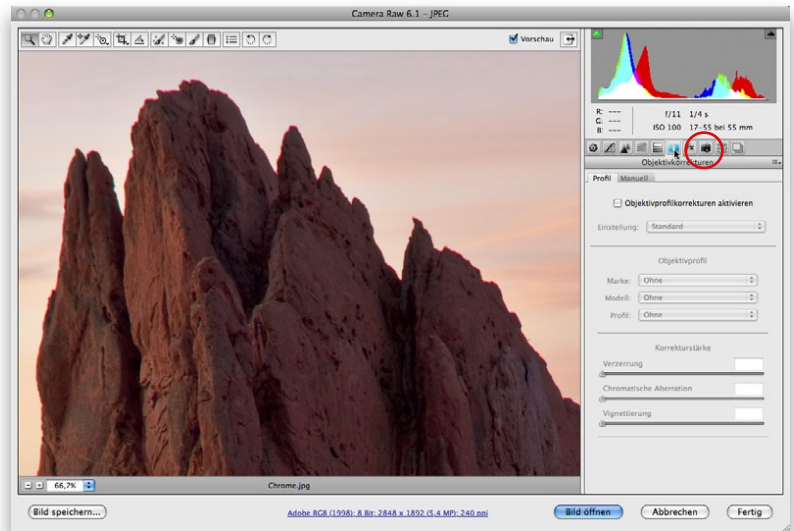 Camera Raw 6.1 – JPEG
Vorschau
R: ---
G: ---
B: ---
f/11 1/4 s
ISO 100 17–55 bei 55 mm
Objektivkorrekturen
Profil Manuell
Objektivprofilkorrekturen aktivieren
Einstellung: Standard
Objektivprofil
Marke: Ohne
Modell: Ohne
Profil: Ohne
Korrekturstärke
Verzerrung
Chromatische Aberration
Vignettierung
66,7% Chrome.jpg
Bild speichern... Adobe RGB (1998); 8 Bit; 2848 x 1892 (5,4 MP); 240 ppi Bild öffnen Abbrechen Fertig